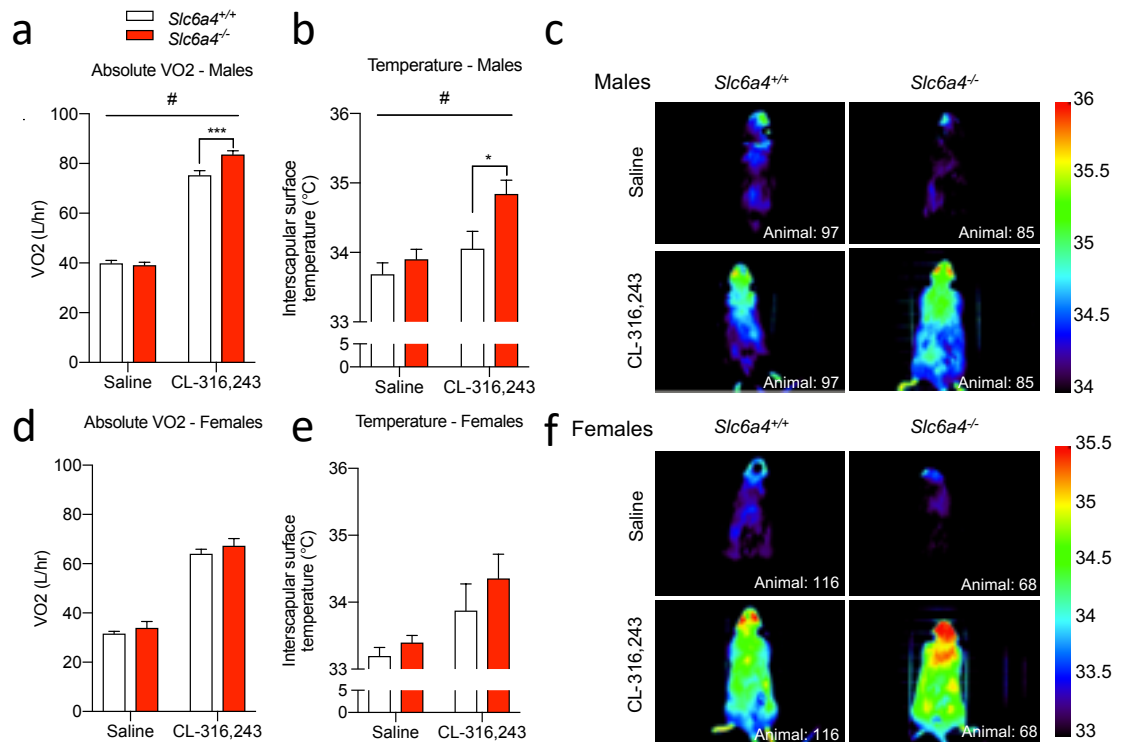 Slc6a4+/+
Slc6a4-/-
a
Absolute VO2 - Males
#
***
VO2 (L/hr)
100
80
60
40
20
0
Saline
CL-316,243
b
Temperature - Males
#
*
Interscapular surface
temperature (°C)
36
35
34
33
5
0
Saline
CL-316,243
c
Males
Slc6a4+/+
Slc6a4-/-
Saline
Animal: 97
Animal: 85
CL-316,243
Animal: 97
Animal: 85
36
35.5
35
34.5
34
d
Absolute VO2 - Females
VO2 (L/hr)
100
80
60
40
20
0
Saline
CL-316,243
e
Temperature - Females
Interscapular surface
temperature (°C)
36
35
34
33
5
0
Saline
CL-316,243
f
Females
Slc6a4+/+
Slc6a4-/-
Saline
Animal: 116
Animal: 68
CL-316,243
Animal: 116
Animal: 68
35.5
35
34.5
34
33.5
33